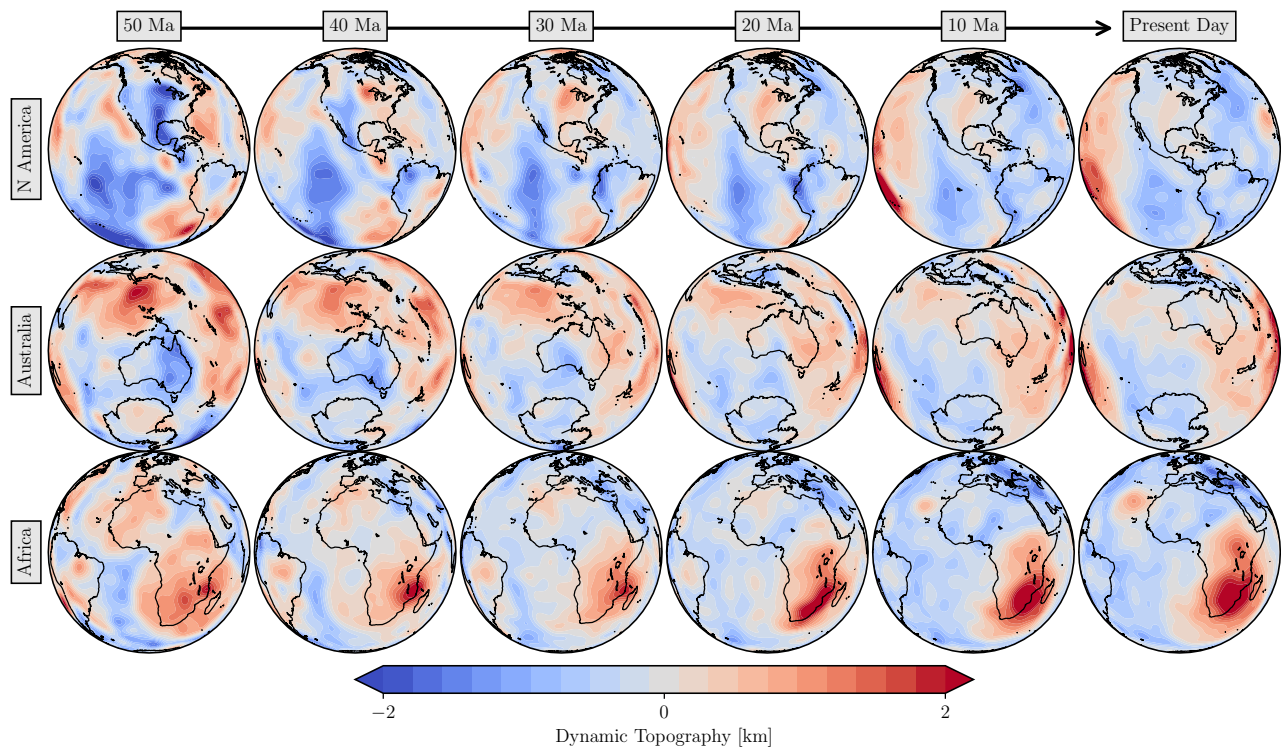 50 Ma 40 Ma 30 Ma 20 Ma 10 Ma Present Day
N America
Australia
Africa
−2 0 2
Dynamic Topography [km]